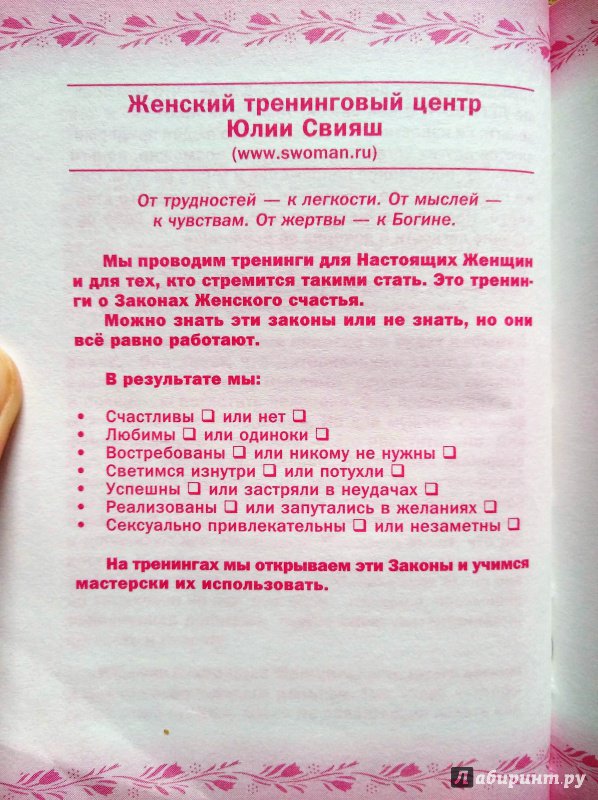 Женский тренинговый центр
Юлии Свияш
(www.swoman.ru)
От трудностей — к легкости. От мыслей —
к чувствам. От жертвы — к Богине.
Мы проводим тренинги для Настоящих Женщин
и для тех, кто стремится такими стать. Это тренин-
ги о Законах Женского счастья.
Можно знать эти законы или не знать, но они
всё равно работают.
В результате мы:
• Счастливы ❑ или нет ❑
• Любимы ❑ или одиноки ❑
• Востребованы ❑ или никому не нужны ❑
• Светимся изнутри ❑ или потухли ❑
• Успешны ❑ или застряли в неудачах ❑
• Реализованы ❑ или запутались в желаниях ❑
• Сексуально привлекательны ❑ или незаметны ❑
На тренингах мы открываем эти Законы и учимся
мастерски их использовать.
Лабиринт.ру